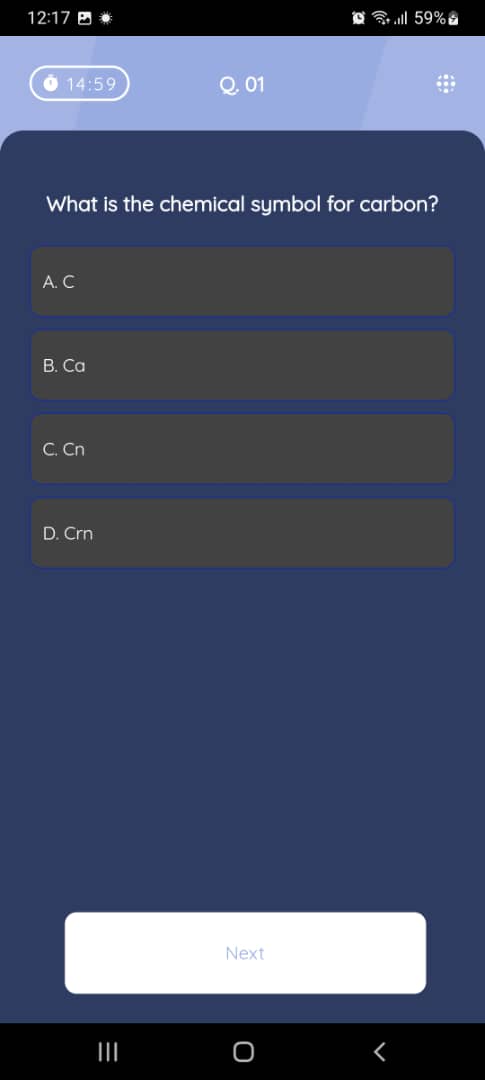 12:17 59%
14:59 Q. 01
What is the chemical symbol for carbon?
A. C
B. Ca
C. Cn
D. Crn
Next